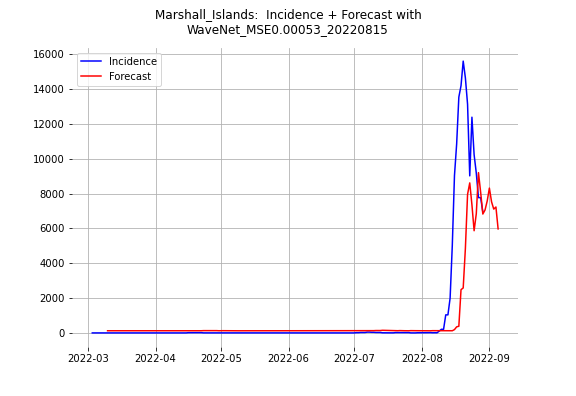 Marshall_Islands:  Incidence + Forecast with
WaveNet_MSE0.00053_20220815
Incidence
Forecast
16000
14000
12000
10000
8000
6000
4000
2000
0
2022-03 2022-04 2022-05 2022-06 2022-07 2022-08 2022-09